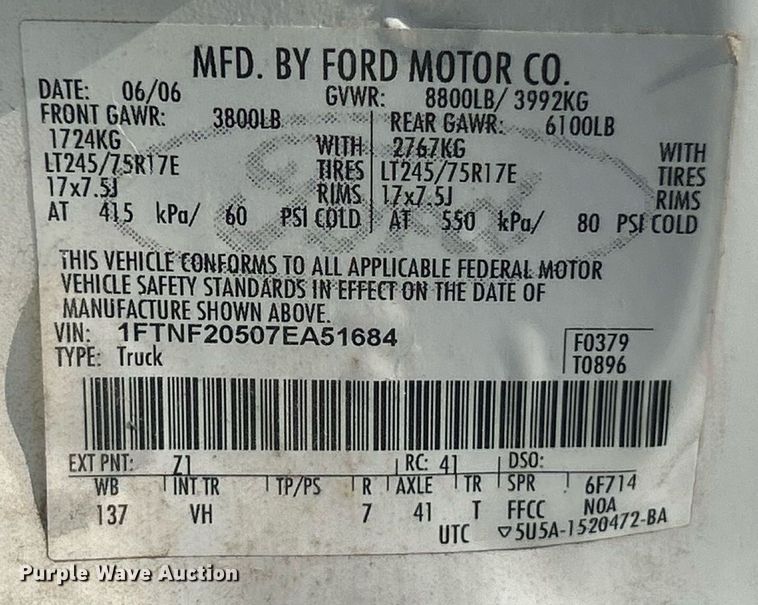 MFD. BY FORD MOTOR CO.
DATE: 06/06 GVWR: 8800LB/ 3992KG
FRONT GAWR: 3800LB REAR GAWR: 6100LB
1724KG WITH 2767KG WITH
LT245/75R17E TIRES LT245/75R17E TIRES
17x7.5J RIMS 17x7.5J RIMS
AT 415 kPa/ 60 PSI COLD AT 550 kPa/ 80 PSI COLD
Ford
THIS VEHICLE CONFORMS TO ALL APPLICABLE FEDERAL MOTOR
VEHICLE SAFETY STANDARDS IN EFFECT ON THE DATE OF
MANUFACTURE SHOWN ABOVE.
VIN: 1FTNF20507EA51684
TYPE: Truck
F0379
T0896
EXT PNT: Z1 RC: 41 DSO:
WB INT TR TP/PS R AXLE TR SPR 6F714
137 VH 7 41 T FFCC NOA
UTC ▽5U5A-1520472-BA
Purple Wave Auction